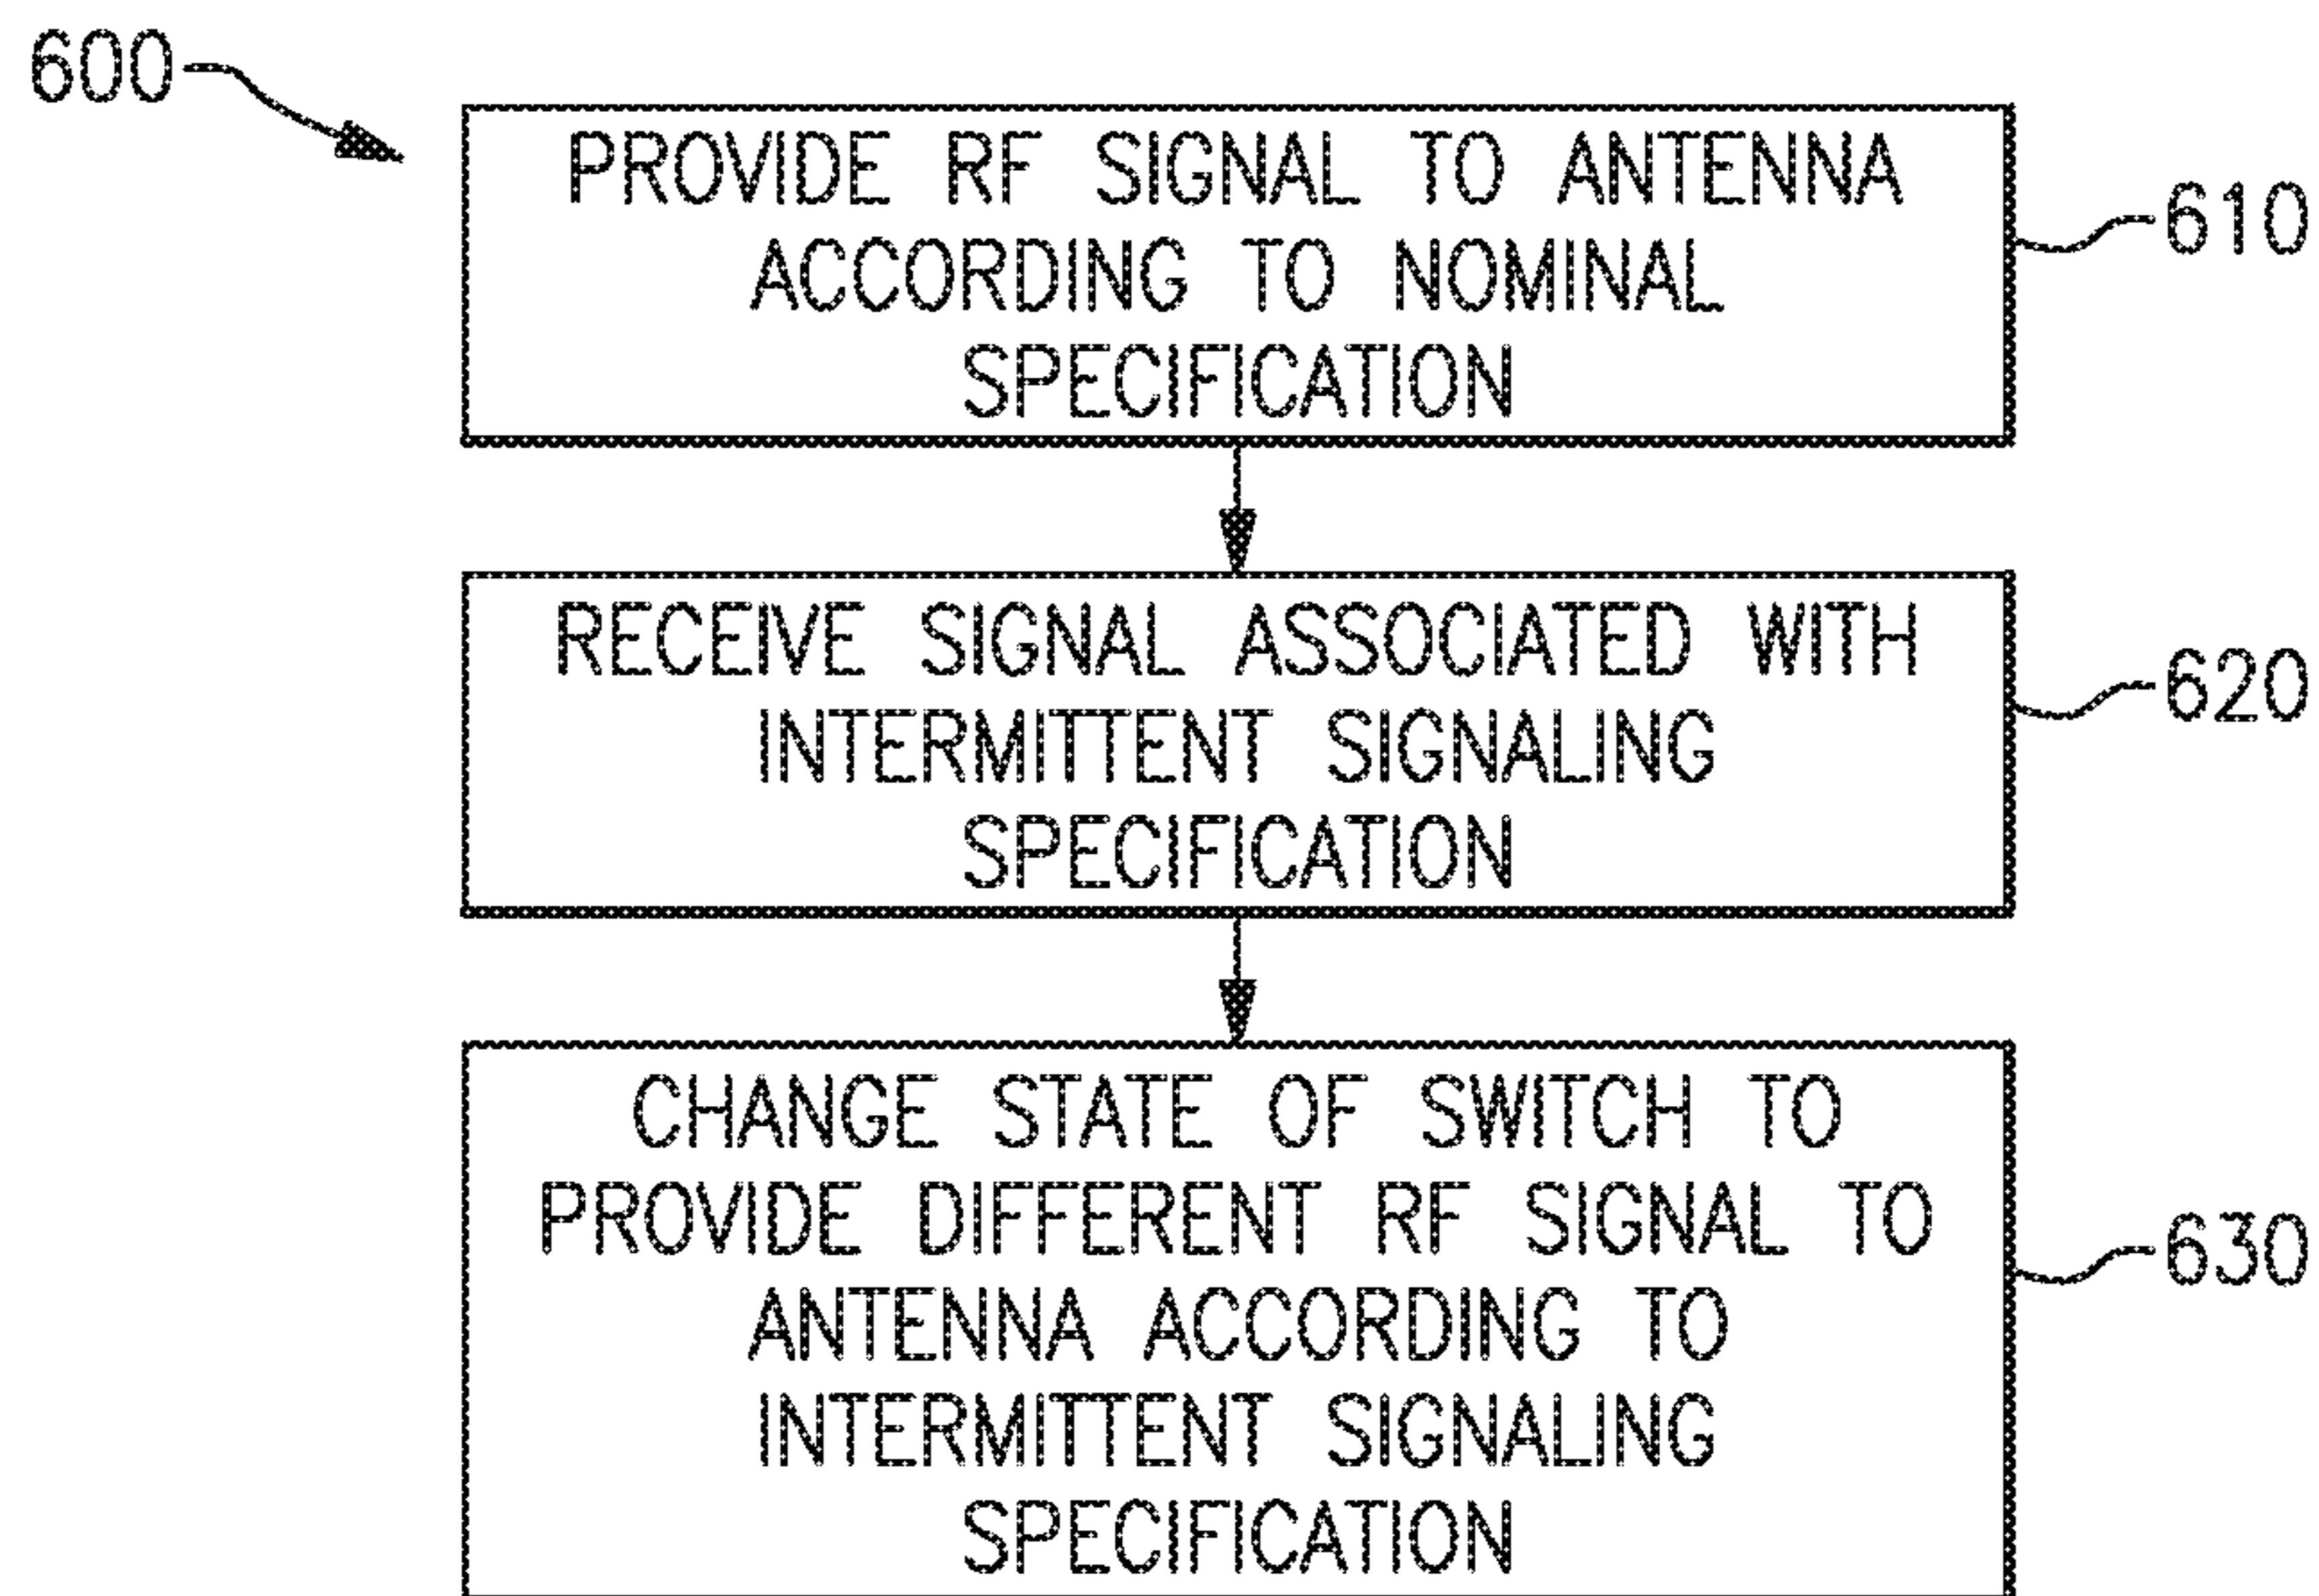 600
PROVIDE RF SIGNAL TO ANTENNA
ACCORDING TO NOMINAL
SPECIFICATION
610
RECEIVE SIGNAL ASSOCIATED WITH
INTERMITTENT SIGNALING
SPECIFICATION
620
CHANGE STATE OF SWITCH TO
PROVIDE DIFFERENT RF SIGNAL TO
ANTENNA ACCORDING TO
INTERMITTENT SIGNALING
SPECIFICATION
630